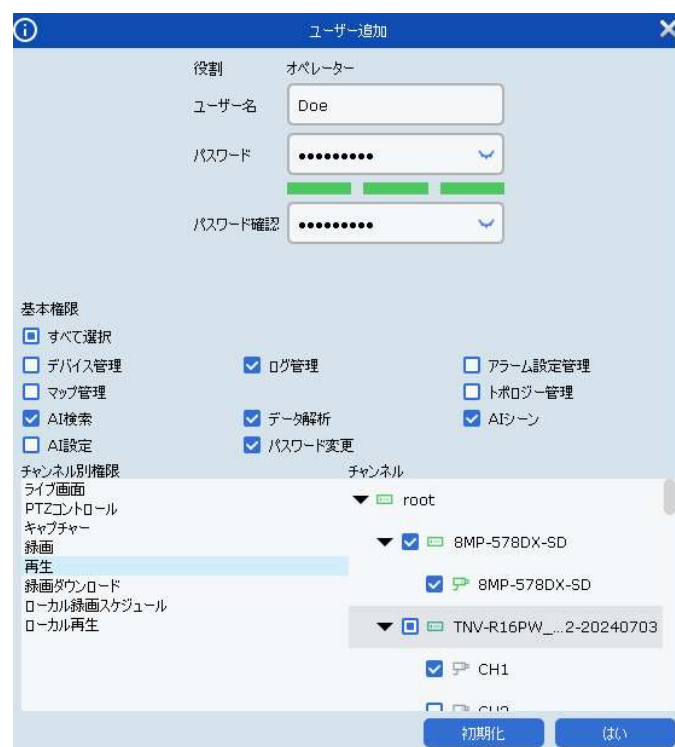 ユーザー追加
役割 オペレーター
ユーザー名 Doe
パスワード •••••••••
パスワード確認 •••••••••
基本権限
すべて選択
デバイス管理 ログ管理 アラーム設定管理
マップ管理 トポロジー管理
AI検索 データ解析 AIシーン
AI設定 パスワード変更
チャンネル別権限 チャンネル
ライブ画面
PTZコントロール
キャプチャー
録画
再生
録画ダウンロード
ローカル録画スケジュール
ローカル再生
root
8MP-578DX-SD
8MP-578DX-SD
TNV-R16PW_...2-20240703
CH1
初期化 はい